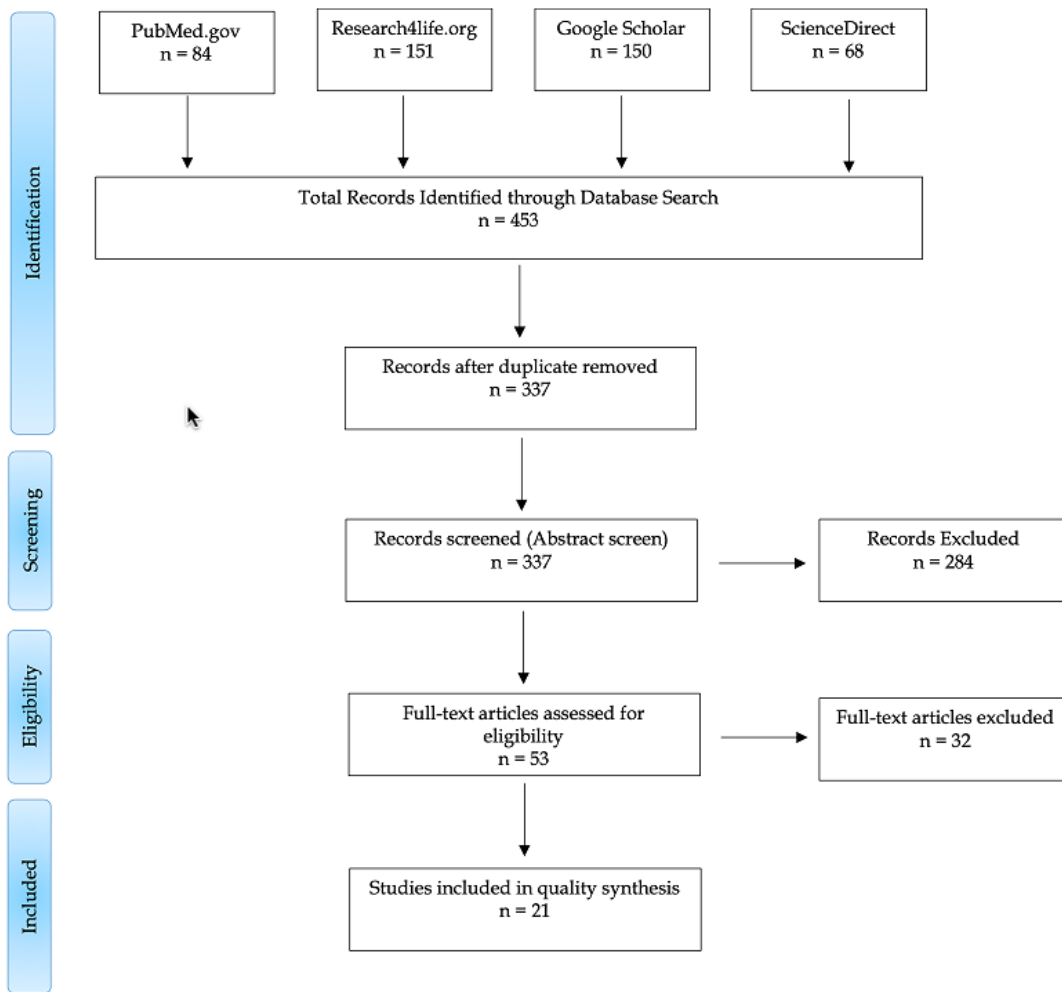 PubMed.gov
n = 84
Research4life.org
n = 151
Google Scholar
n = 150
ScienceDirect
n = 68
Identification
Total Records Identified through Database Search
n = 453
Records after duplicate removed
n = 337
Screening
Records screened (Abstract screen)
n = 337
Records Excluded
n = 284
Eligibility
Full-text articles assessed for
eligibility
n = 53
Full-text articles excluded
n = 32
Included
Studies included in quality synthesis
n = 21